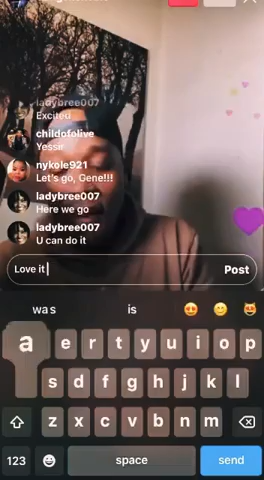 ladybree007
Excited
childofolive
Yessir
nykole921
Let's go, Gene!!!
ladybree007
Here we go
ladybree007
U can do it
Love it
Post
was
is
a
e r t y u i o p
s d f g h j k l
z x c v b n m
123
space
send